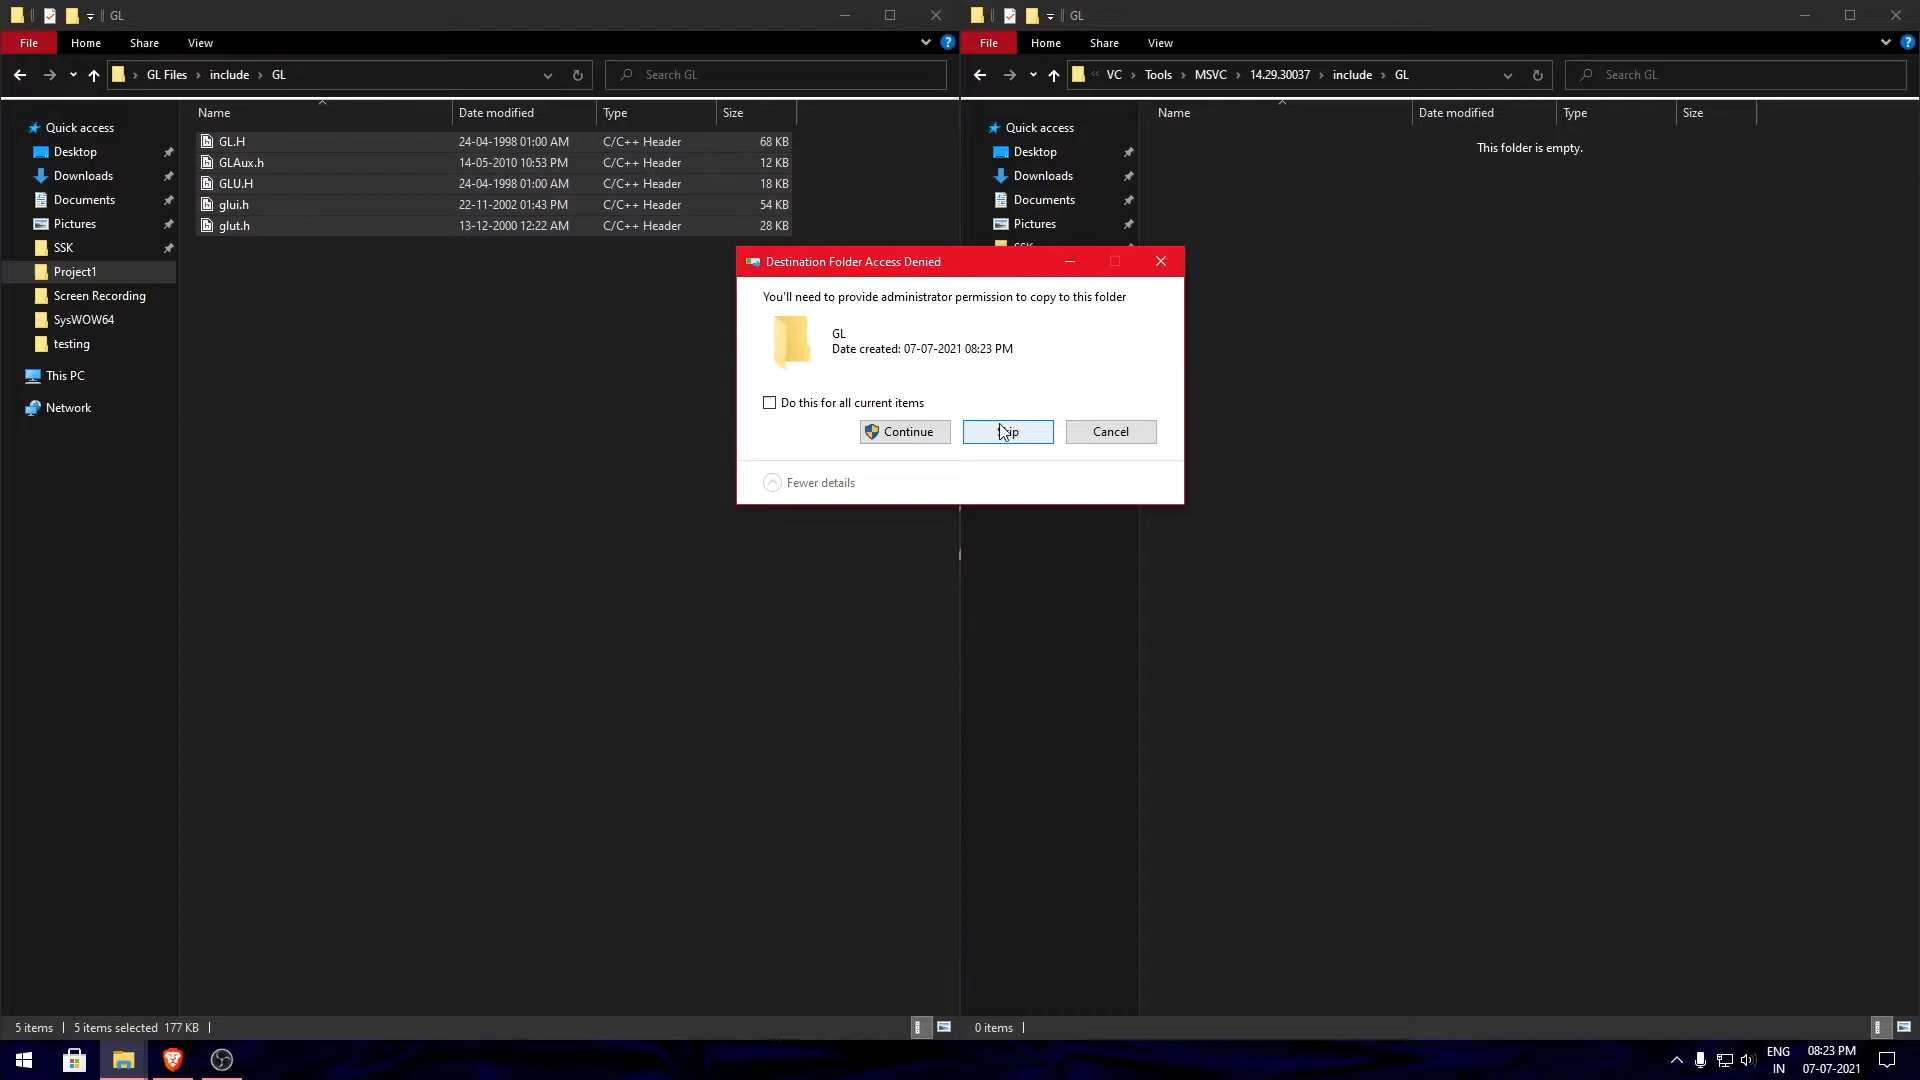 GL
File
Home
Share
View
GL Files
include
GL
Search GL
Name
Date modified
Type
Size
GL.H
24-04-1998 01:00 AM
C/C++ Header
68 KB
GLAux.h
14-05-2010 10:53 PM
C/C++ Header
12 KB
GLU.H
24-04-1998 01:00 AM
C/C++ Header
18 KB
glui.h
22-11-2002 01:43 PM
C/C++ Header
54 KB
glut.h
13-12-2000 12:22 AM
C/C++ Header
28 KB
Quick access
Desktop
Downloads
Documents
Pictures
SSK
Project1
Screen Recording
SysWOW64
testing
This PC
Network
5 items
5 items selected 177 KB
GL
File
Home
Share
View
VC
Tools
MSVC
14.29.30037
include
GL
Search GL
Name
Date modified
Type
Size
This folder is empty.
Quick access
Desktop
Downloads
Documents
Pictures
0 items
Destination Folder Access Denied
You'll need to provide administrator permission to copy to this folder
GL
Date created: 07-07-2021 08:23 PM
Do this for all current items
Continue
Cancel
Fewer details
ENG
IN
08:23 PM
07-07-2021